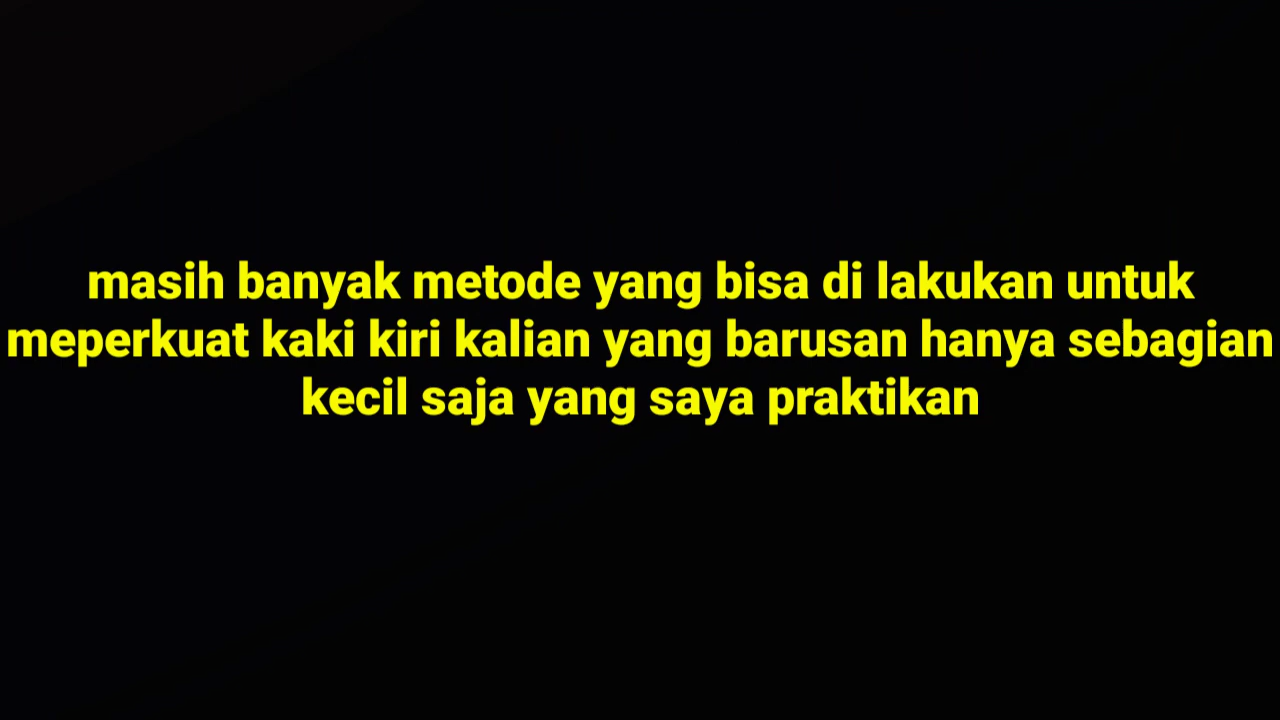 masih banyak metode yang bisa di lakukan untuk
meperkuat kaki kiri kalian yang barusan hanya sebagian
kecil saja yang saya praktikan